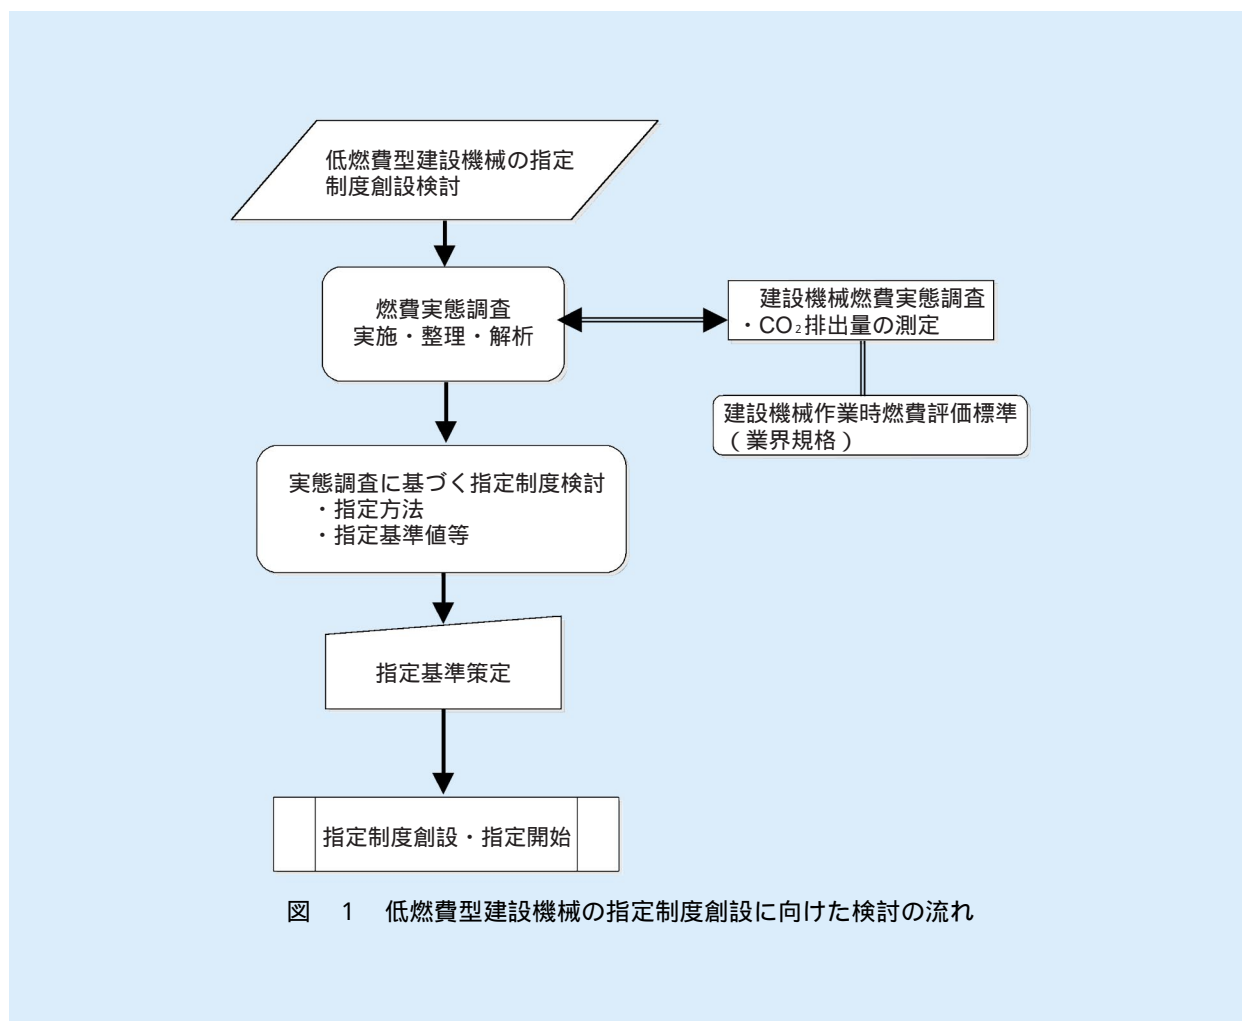 低燃費型建設機械の指定
制度創設検討
燃費実態調査
実施・整理・解析
建設機械燃費実態調査
・CO₂排出量の測定
建設機械作業時燃費評価標準
(業界規格)
実態調査に基づく指定制度検討
・指定方法
・指定基準値等
指定基準策定
指定制度創設・指定開始
図 1 低燃費型建設機械の指定制度創設に向けた検討の流れ